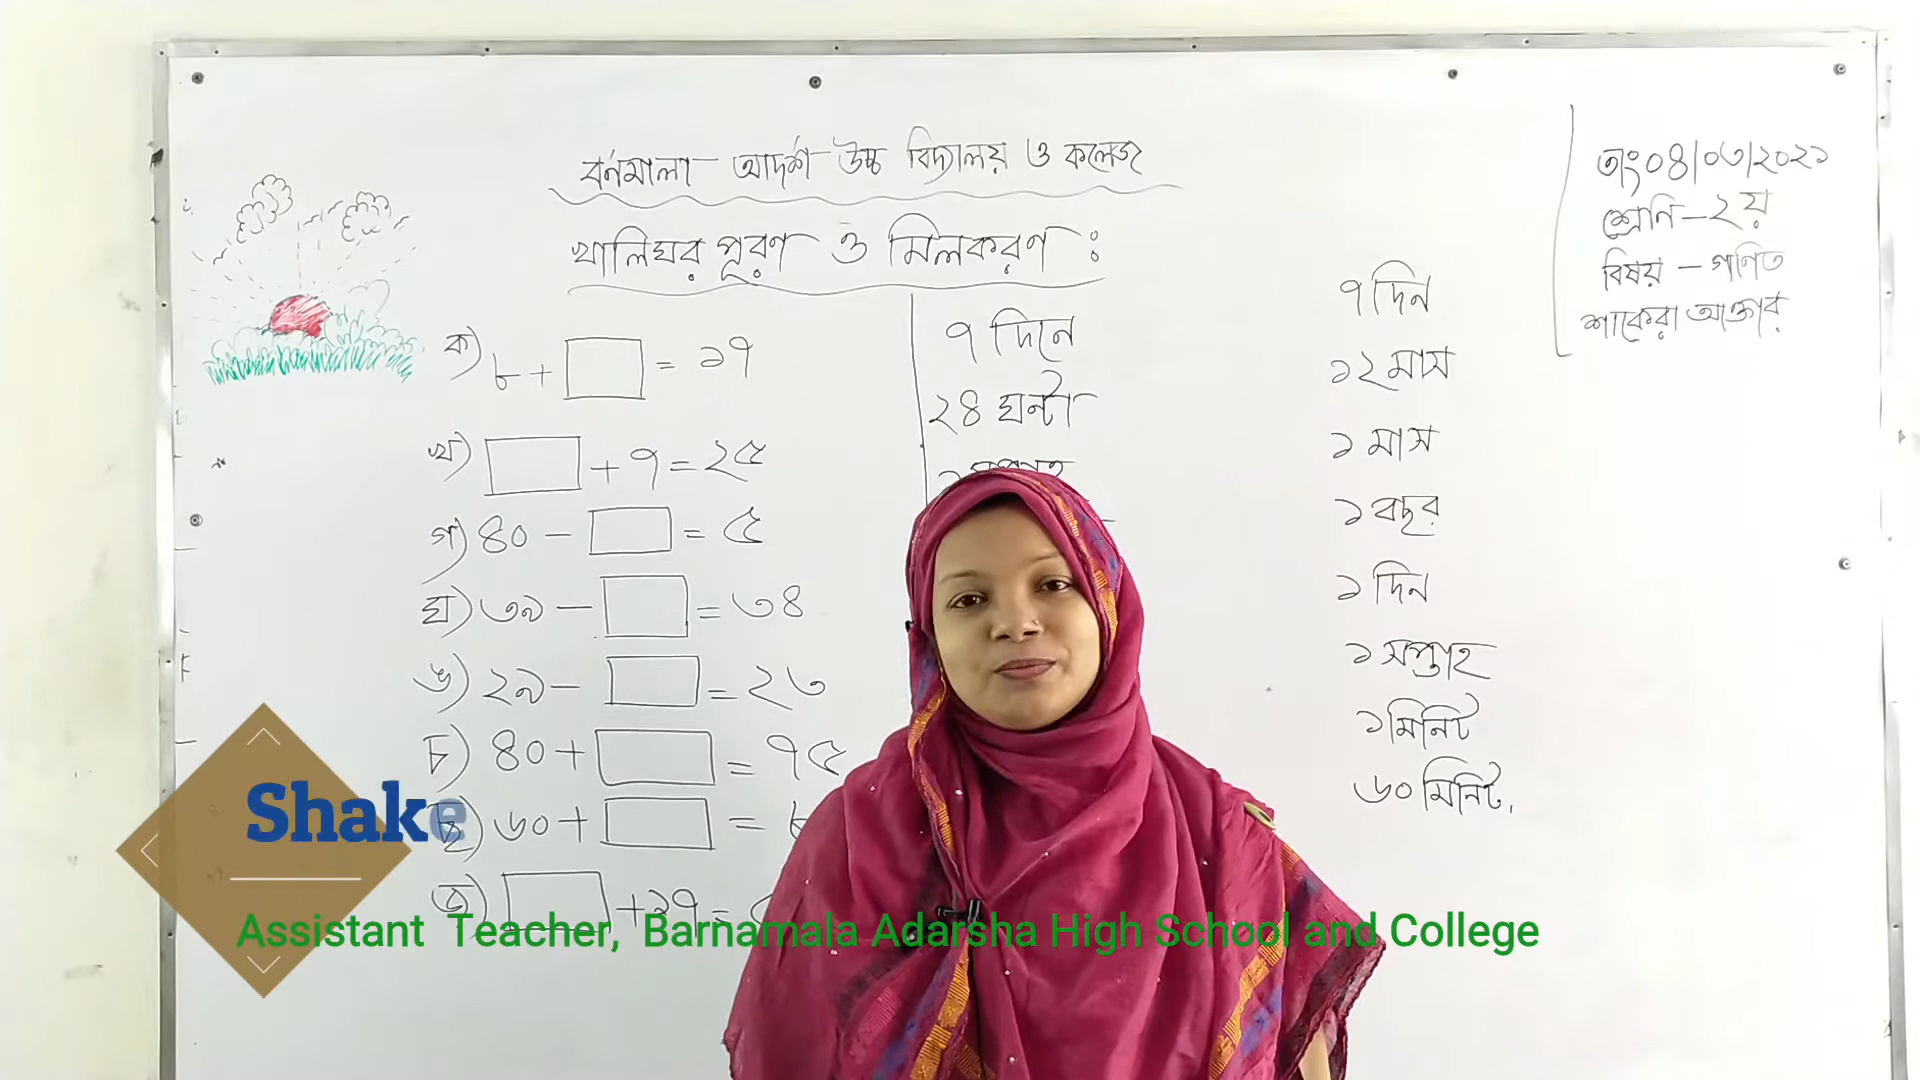 বর্ণমালা আদর্শ উচ্চ বিদ্যালয় ও কলেজ
খালিঘর পূরণ ও মিলকরণ :
তাং০৪/০৩/২০২১
শ্রেণি-২য়
বিষয় - গণিত
শাকেরা আক্তার
ক) ৮ + = ১৭
খ) + ৭ = ২৫
গ) ৪০ - = ৫
ঘ) ৩৯ - = ৩৪
ঙ) ২৯ - = ২৩
চ) ৪০ + = ৭৫
ছ) ৬০ + = ৮
জ) + ২৭ =
৭ দিনে
২৪ ঘন্টা
৭ দিন
১২ মাস
১ মাস
১ বছর
১ দিন
১ সপ্তাহ
১ মিনিট
৬০ মিনিট.
Shake
Assistant Teacher, Barnamala Adarsha High School and College